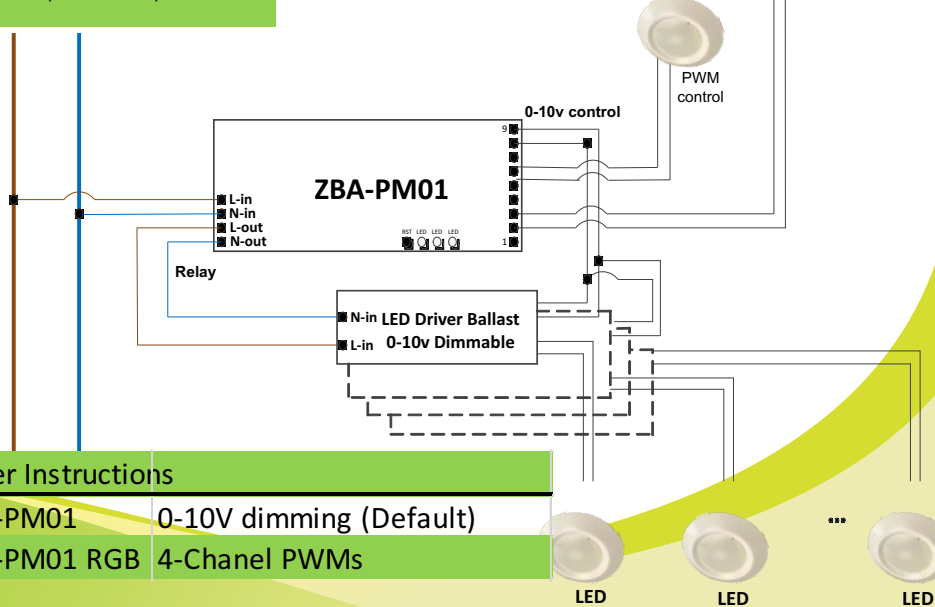 PWM
control
0-10v control
9
ZBA-PM01
L-in
N-in
L-out
N-out
RST LED LED LED
1
Relay
N-in LED Driver Ballast
L-in 0-10v Dimmable
er Instructions
-PM01 0-10V dimming (Default)
-PM01 RGB 4-Chanel PWMs
...
LED LED LED